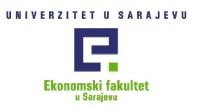 UNIVERZITET U SARAJEVU
Ekonomski fakultet
u Sarajevu